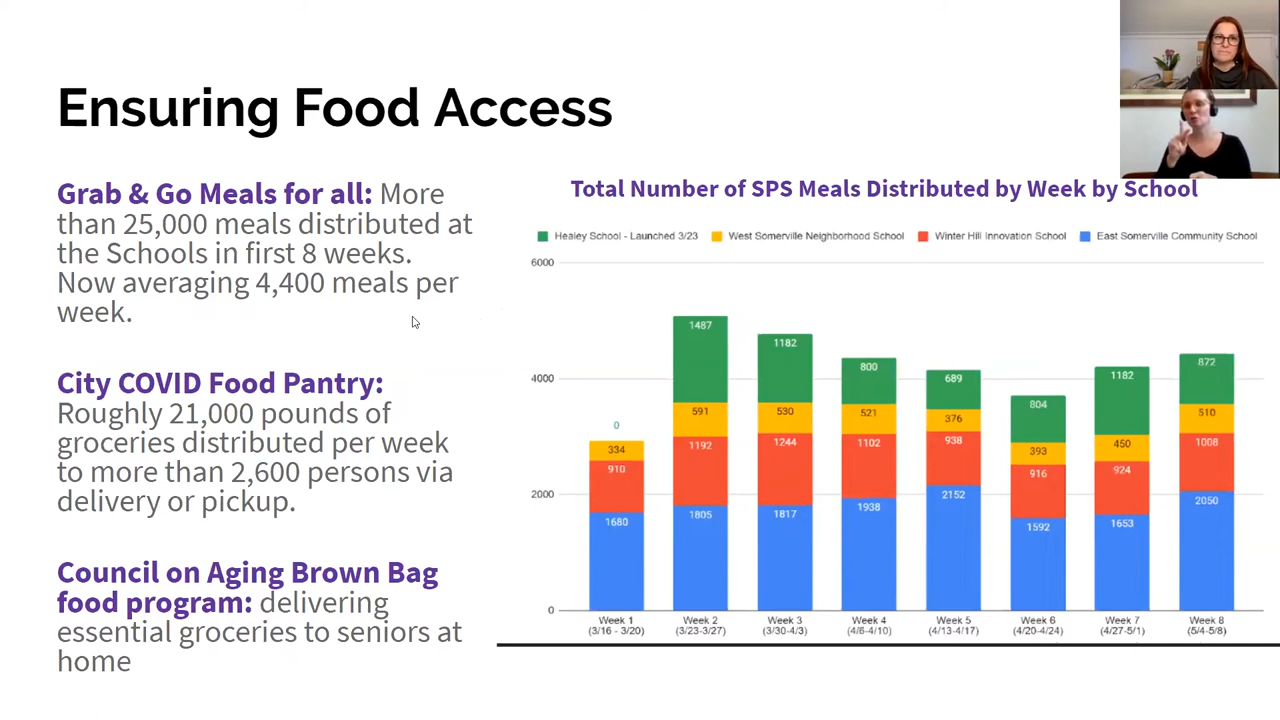 Ensuring Food Access
Grab & Go Meals for all: More
than 25,000 meals distributed at
the Schools in first 8 weeks.
Now averaging 4,400 meals per
week.
City COVID Food Pantry:
Roughly 21,000 pounds of
groceries distributed per week
to more than 2,600 persons via
delivery or pickup.
Council on Aging Brown Bag
food program: delivering
essential groceries to seniors at
home
Total Number of SPS Meals Distributed by Week by School
Healey School - Launched 3/23 West Somerville Neighborhood School Winter Hill Innovation School East Somerville Community School
6000
4000
2000
0
0
334
910
1680
1487
591
1192
1805
1182
530
1244
1817
800
521
1102
1938
689
376
938
2152
804
393
916
1592
1182
450
924
1653
872
510
1008
2050
Week 1 Week 2 Week 3 Week 4 Week 5 Week 6 Week 7 Week 8
(3/16 - 3/20) (3/23-3/27) (3/30-4/3) (4/6-4/10) (4/13-4/17) (4/20-4/24) (4/27-5/1) (5/4-5/8)